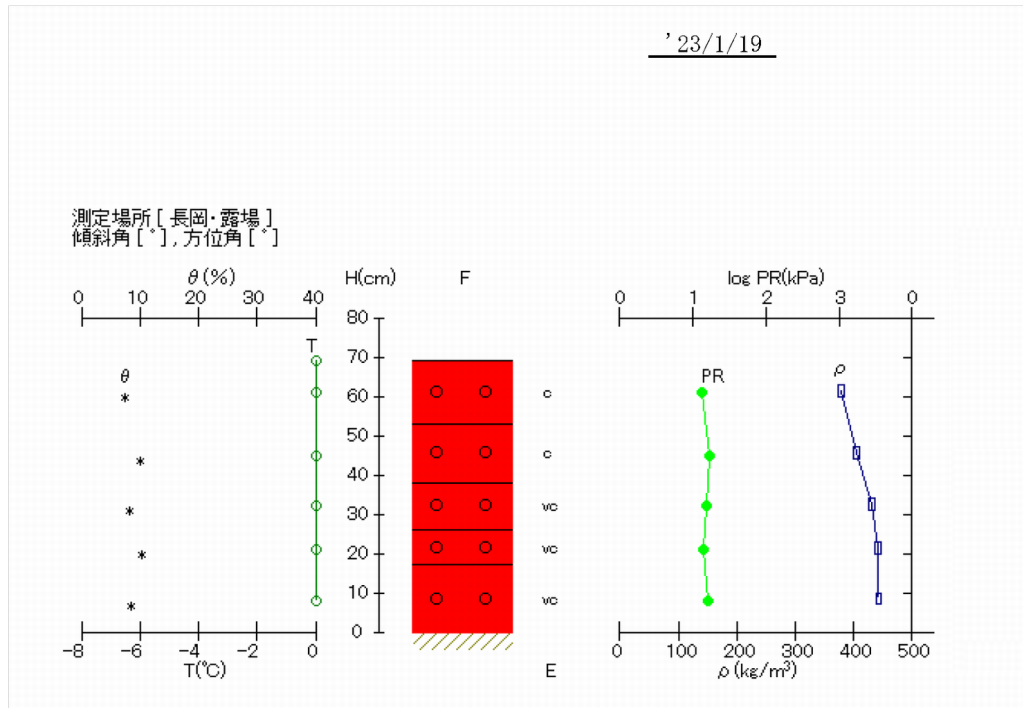 '23/1/19
測定場所[ 長岡・露場 ]
傾斜角[ °], 方位角[ °]
θ(%) H(cm) F log PR(kPa)
0 10 20 30 40 0 1 2 3 0
80
70
60
50
40
30
20
10
0
T
θ
PR
ρ
c
c
vc
vc
vc
-8 -6 -4 -2 0 0 100 200 300 400 500
T(℃) E ρ(kg/m³)